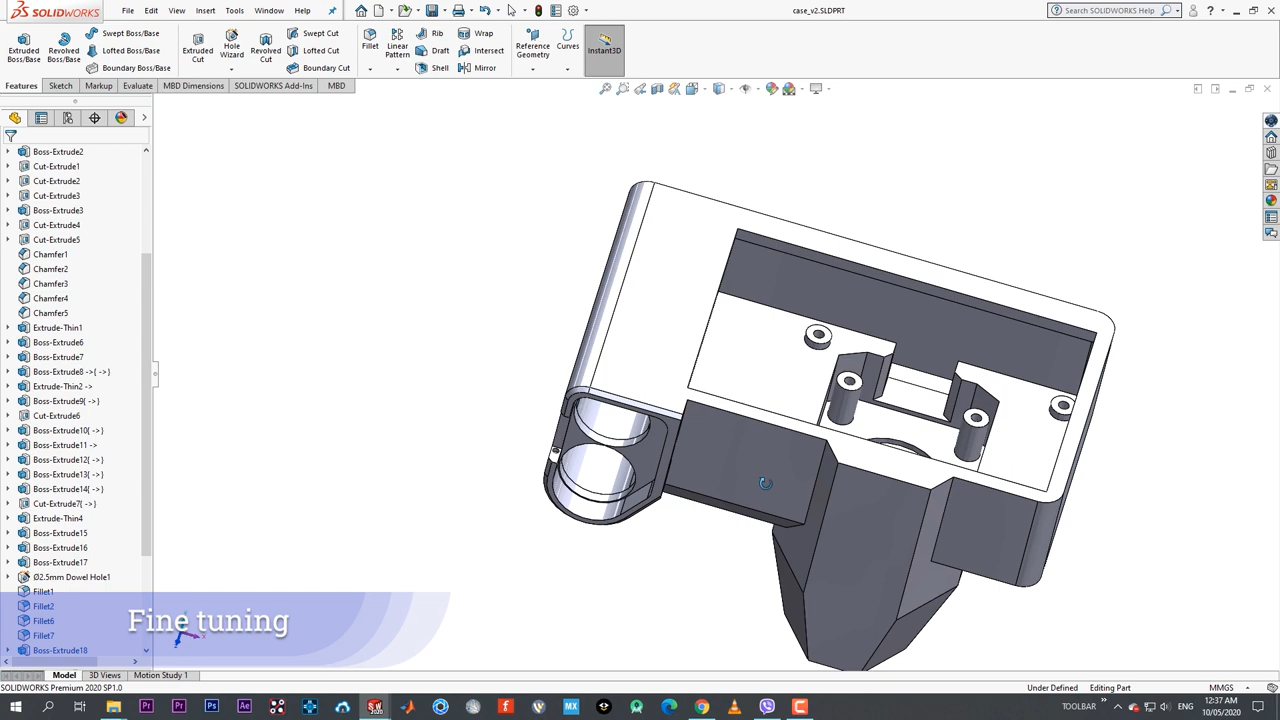 SOLIDWORKS
File Edit View Insert Tools Window Help
case_v2.SLDPRT
Search SOLIDWORKS Help
Extruded Boss/Base
Revolved Boss/Base
Swept Boss/Base
Lofted Boss/Base
Boundary Boss/Base
Extruded Cut
Hole Wizard
Revolved Cut
Swept Cut
Lofted Cut
Boundary Cut
Fillet
Linear Pattern
Rib
Draft
Shell
Wrap
Intersect
Mirror
Reference Geometry
Curves
Instant3D
Features Sketch Markup Evaluate MBD Dimensions SOLIDWORKS Add-Ins MBD
Boss-Extrude2
Cut-Extrude1
Cut-Extrude2
Cut-Extrude3
Boss-Extrude3
Cut-Extrude4
Cut-Extrude5
Chamfer1
Chamfer2
Chamfer3
Chamfer4
Chamfer5
Extrude-Thin1
Boss-Extrude6
Boss-Extrude7
Boss-Extrude8 ->{ ->}
Extrude-Thin2 ->
Boss-Extrude9{ ->}
Cut-Extrude6
Boss-Extrude10{ ->}
Boss-Extrude11 ->
Boss-Extrude12{ ->}
Boss-Extrude13{ ->}
Boss-Extrude14{ ->}
Cut-Extrude7{ ->}
Extrude-Thin4
Boss-Extrude15
Boss-Extrude16
Boss-Extrude17
Ø2.5mm Dowel Hole1
Fillet1
Fillet2
Fillet6
Fillet7
Boss-Extrude18
Fine tuning
Model 3D Views Motion Study 1
SOLIDWORKS Premium 2020 SP1.0
Under Defined Editing Part MMGS
TOOLBAR ENG 12:37 AM
10/05/2020